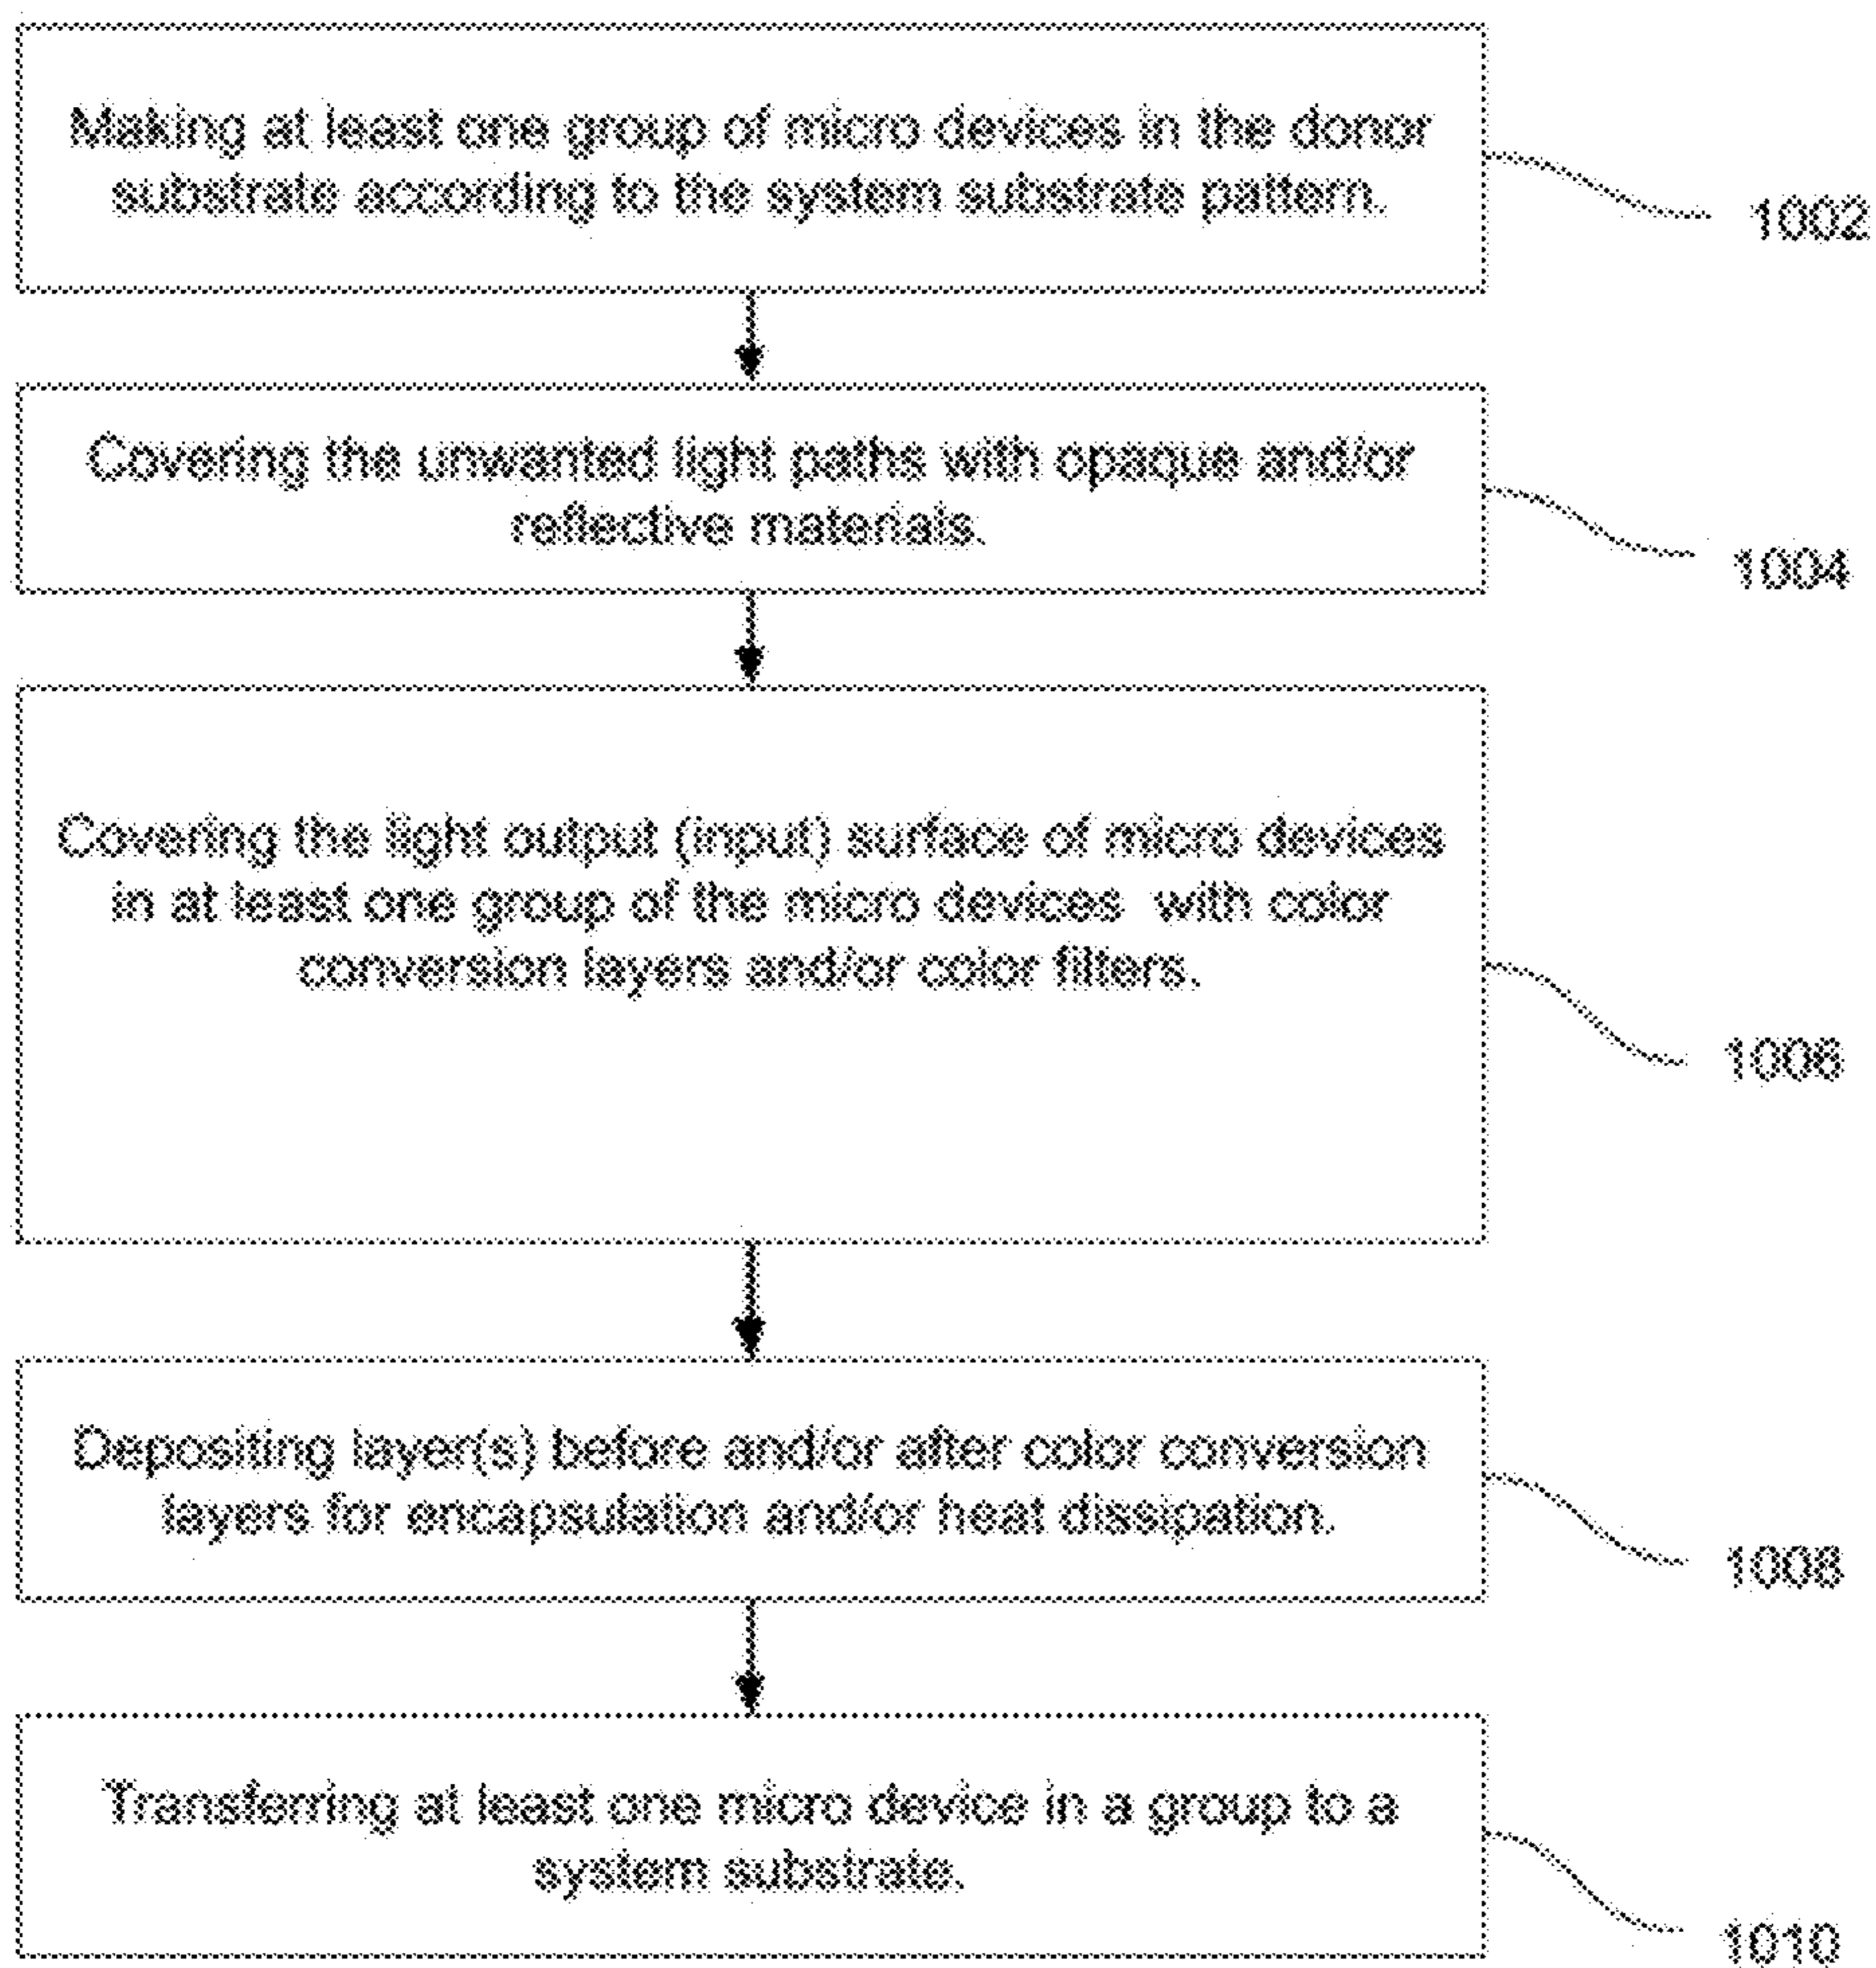 Making at least one group of micro devices in the donor
substrate according to the system substrate pattern.
1002
Covering the unwanted light paths with opaque and/or
reflective materials.
1004
Covering the light output (input) surface of micro devices
in at least one group of the micro devices with color
conversion layers and/or color filters.
1006
Depositing layer(s) before and/or after color conversion
layers for encapsulation and/or heat dissipation.
1008
Transferring at least one micro device in a group to a
system substrate.
1010